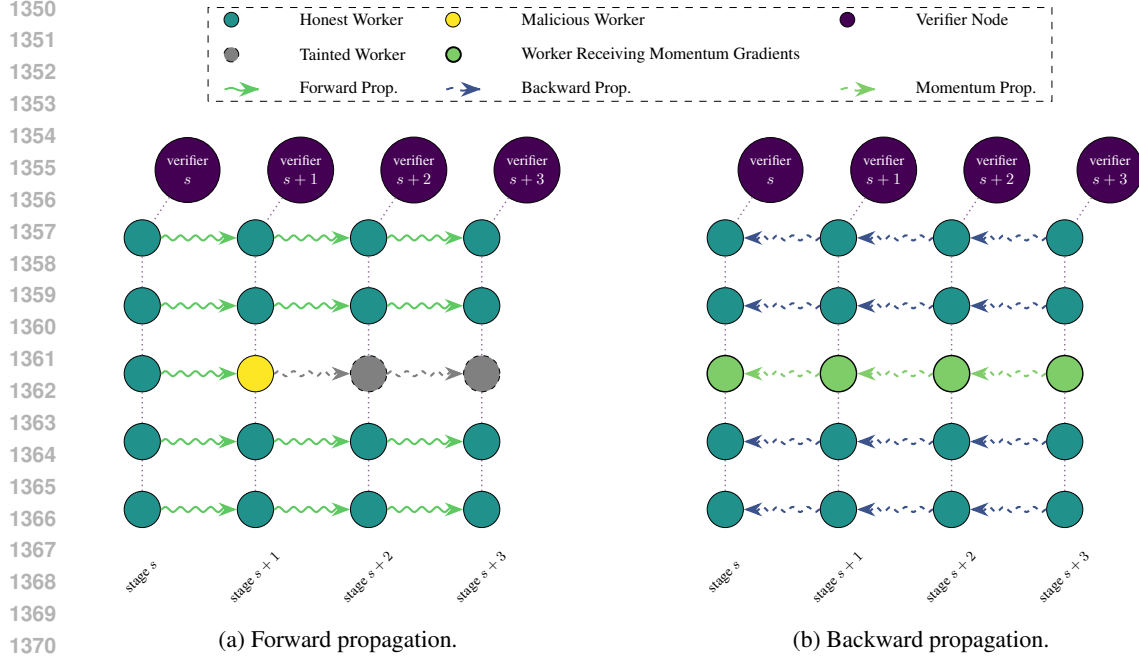 1350
1351
1352
1353
1354
1355
1356
1357
1358
1359
1360
1361
1362
1363
1364
1365
1366
1367
1368
1369
1370
Honest Worker Malicious Worker Verifier Node
Tainted Worker Worker Receiving Momentum Gradients
Forward Prop. Backward Prop. Momentum Prop.
verifier s
verifier s + 1
verifier s + 2
verifier s + 3
stage s
stage s + 1
stage s + 2
stage s + 3
(a) Forward propagation.
verifier s
verifier s + 1
verifier s + 2
verifier s + 3
stage s
stage s + 1
stage s + 2
stage s + 3
(b) Backward propagation.